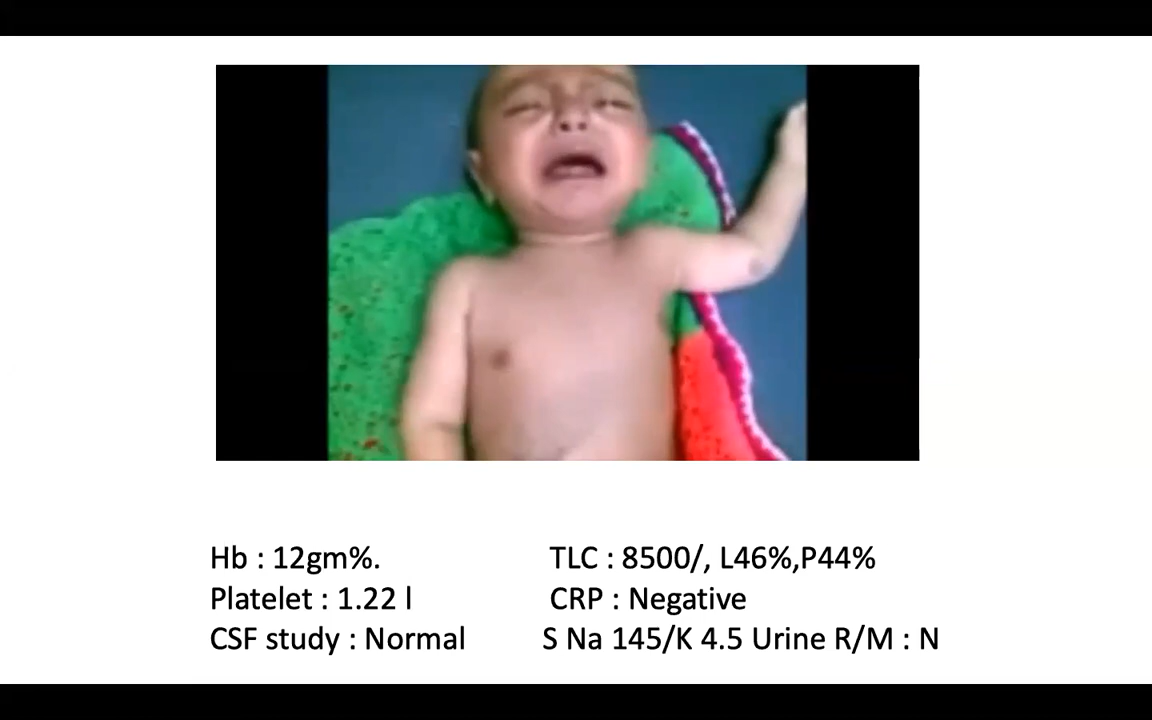 Hb : 12gm%. TLC : 8500/, L46%,P44%
Platelet : 1.22 l CRP : Negative
CSF study : Normal S Na 145/K 4.5 Urine R/M : N